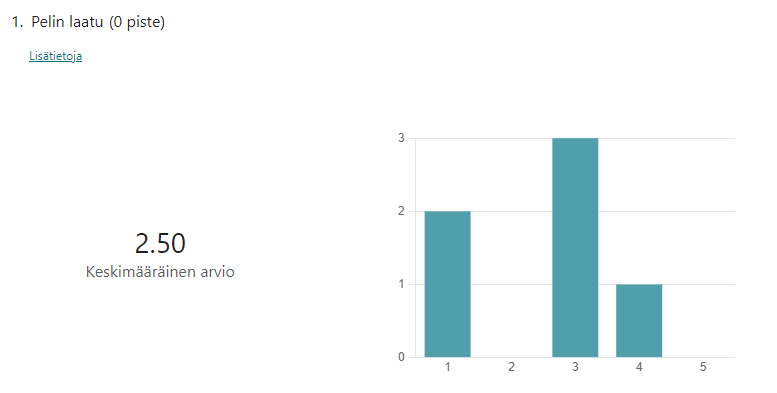 1. Pelin laatu (0 piste)
Lisätietoja
2.50
Keskimääräinen arvio
3
2
1
0
1 2 3 4 5